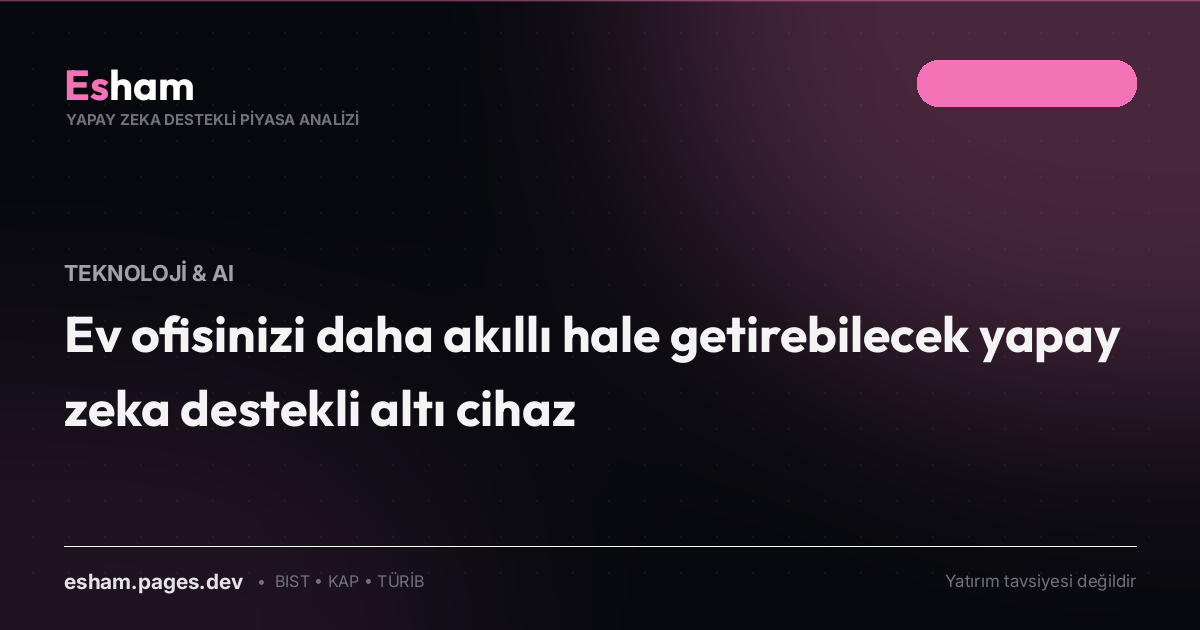 Esham
YAPAY ZEKA DESTEKLİ PİYASA ANALİZİ
TEKNOLOJİ & AI
Ev ofisinizi daha akıllı hale getirebilecek yapay
zeka destekli altı cihaz
esham.pages.dev • BIST • KAP • TÜRİB
Yatırım tavsiyesi değildir